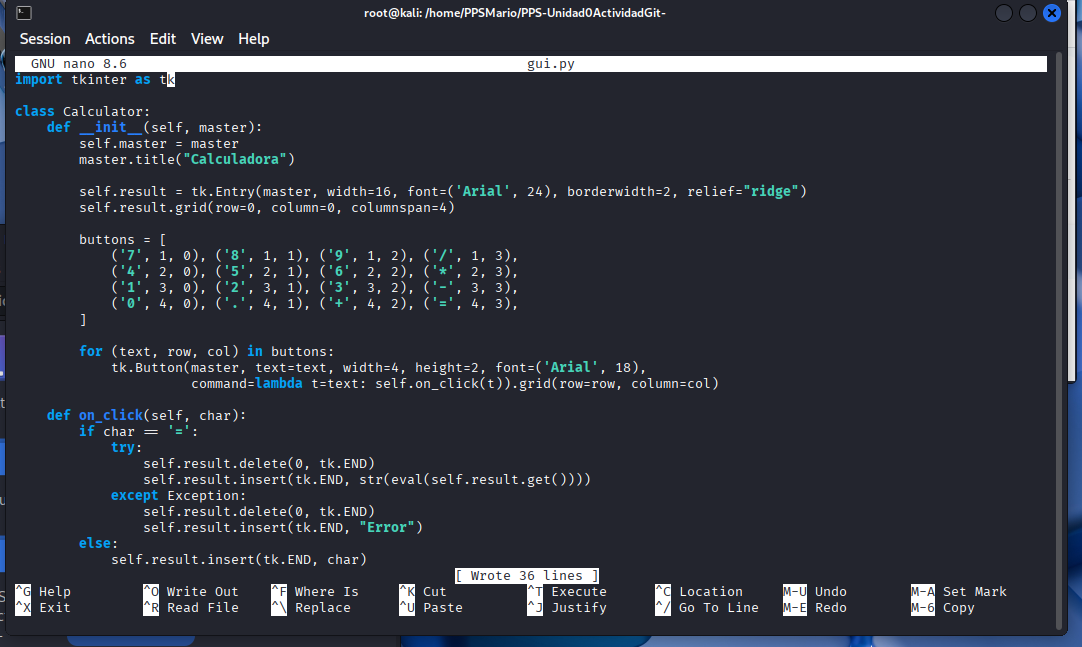 root@kali: /home/PPSMario/PPS-Unidad0ActividadGit-
Session Actions Edit View Help
GNU nano 8.6 gui.py
import tkinter as tk
class Calculator:
    def __init__(self, master):
        self.master = master
        master.title("Calculadora")
        self.result = tk.Entry(master, width=16, font=('Arial', 24), borderwidth=2, relief="ridge")
        self.result.grid(row=0, column=0, columnspan=4)
        buttons = [
            ('7', 1, 0), ('8', 1, 1), ('9', 1, 2), ('/', 1, 3),
            ('4', 2, 0), ('5', 2, 1), ('6', 2, 2), ('*', 2, 3),
            ('1', 3, 0), ('2', 3, 1), ('3', 3, 2), ('-', 3, 3),
            ('0', 4, 0), ('.', 4, 1), ('+', 4, 2), ('=', 4, 3),
        ]
        for (text, row, col) in buttons:
            tk.Button(master, text=text, width=4, height=2, font=('Arial', 18),
                      command=lambda t=text: self.on_click(t)).grid(row=row, column=col)
    def on_click(self, char):
        if char == '=':
            try:
                self.result.delete(0, tk.END)
                self.result.insert(tk.END, str(eval(self.result.get())))
            except Exception:
                self.result.delete(0, tk.END)
                self.result.insert(tk.END, "Error")
        else:
            self.result.insert(tk.END, char)
[ Wrote 36 lines ]
^G Help ^O Write Out ^F Where Is ^K Cut ^T Execute ^C Location M-U Undo M-A Set Mark
^X Exit ^R Read File ^\ Replace ^U Paste ^J Justify ^/ Go To Line M-E Redo M-6 Copy